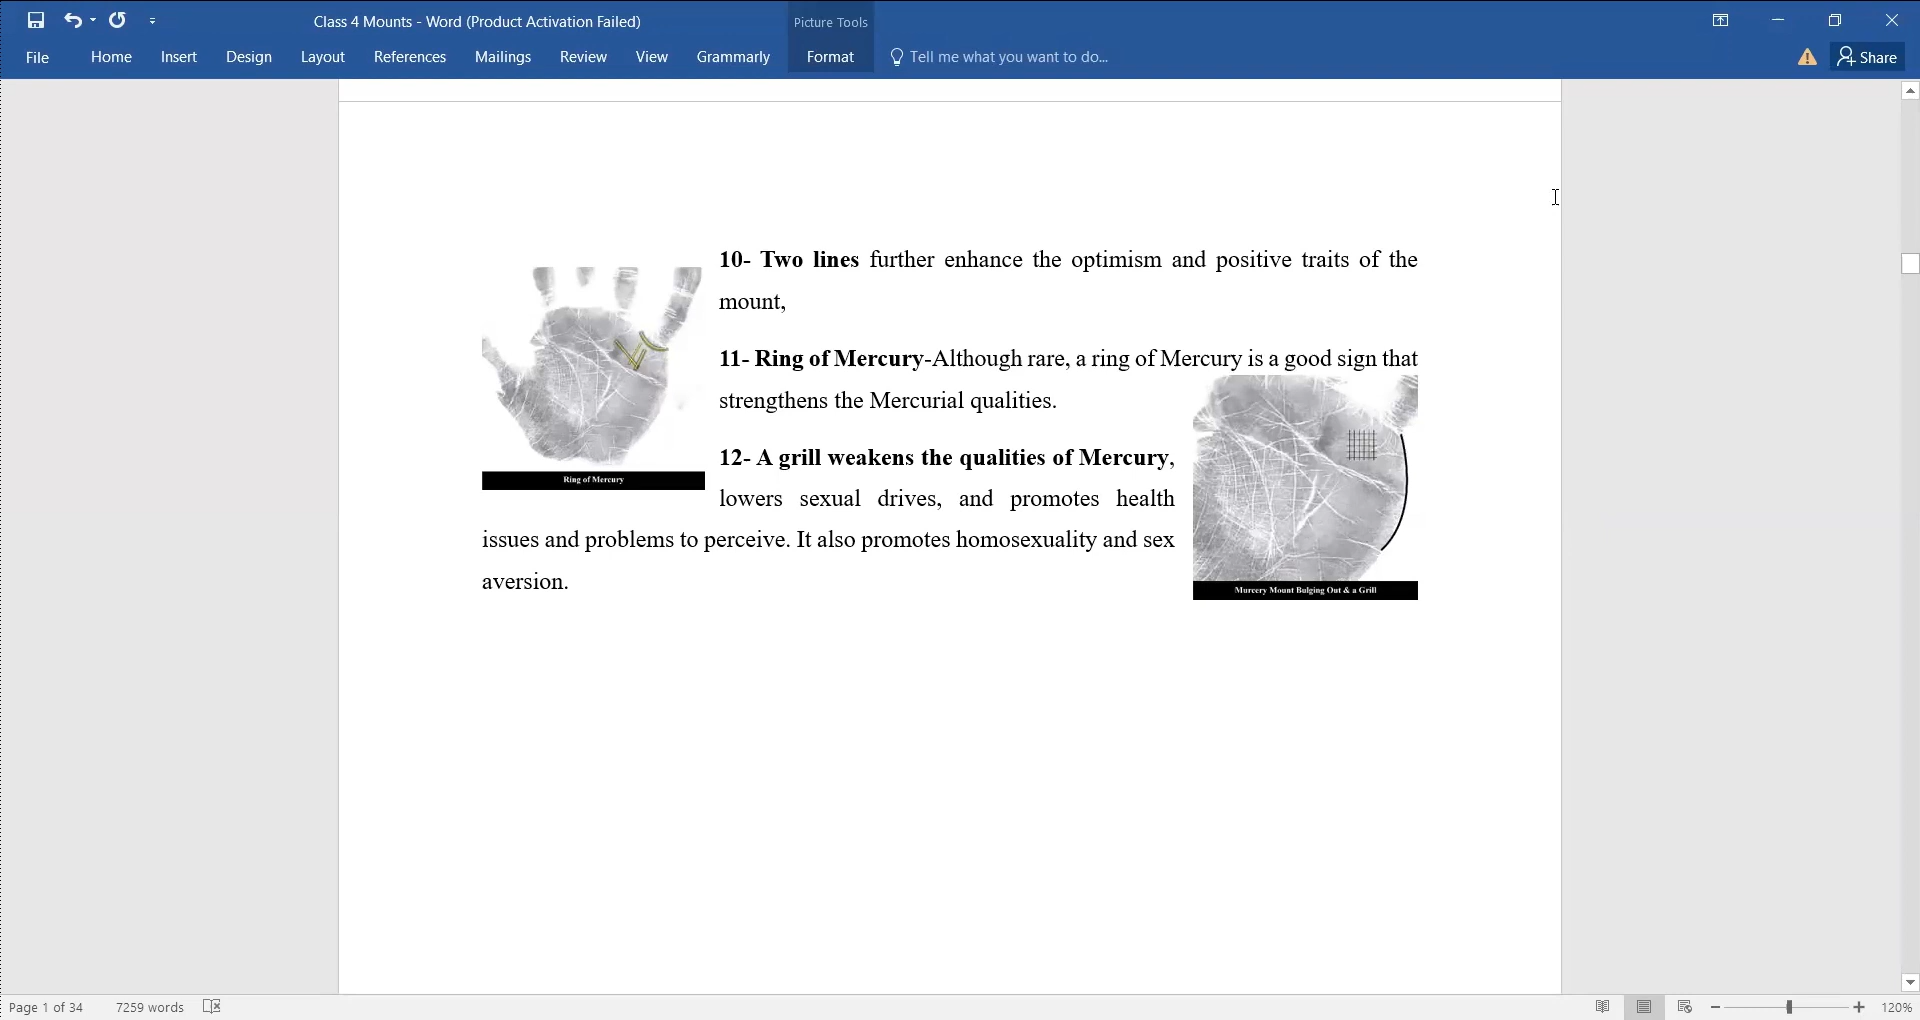 Class 4 Mounts - Word (Product Activation Failed)
Picture Tools
File Home Insert Design Layout References Mailings Review View Grammarly Format Tell me what you want to do... Share
10- Two lines further enhance the optimism and positive traits of the
mount,
11- Ring of Mercury-Although rare, a ring of Mercury is a good sign that
strengthens the Mercurial qualities.
12- A grill weakens the qualities of Mercury,
lowers sexual drives, and promotes health
issues and problems to perceive. It also promotes homosexuality and sex
aversion.
Ring of Mercury
Murcery Mount Bulging Out & a Grill
Page 1 of 34 7259 words 120%